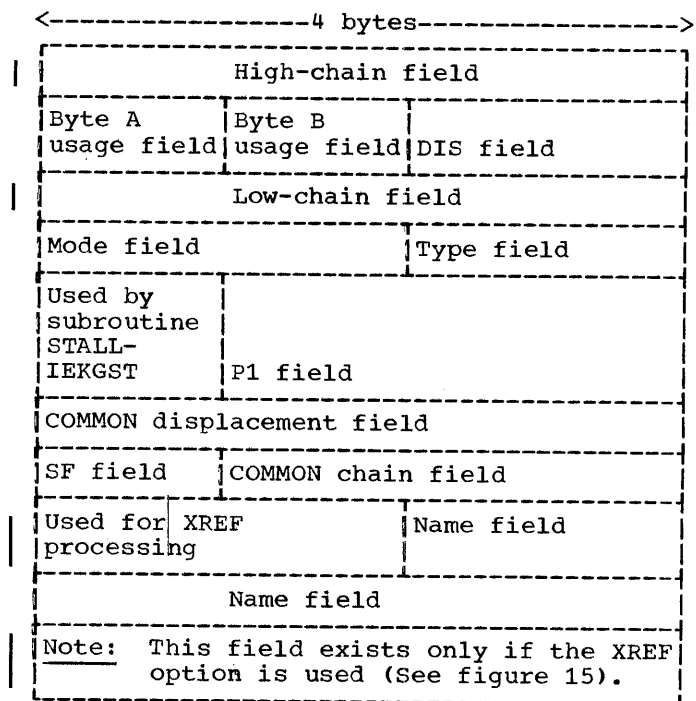 <-----------------4 bytes----------------->
High-chain field
Byte A Byte B
usage field usage field DIS field
Low-chain field
Mode field Type field
Used by
subroutine
STALL-
IEKGST P1 field
COMMON displacement field
SF field COMMON chain field
Used for XREF Name field
processing
Name field
Note: This field exists only if the XREF
option is used (See figure 15).